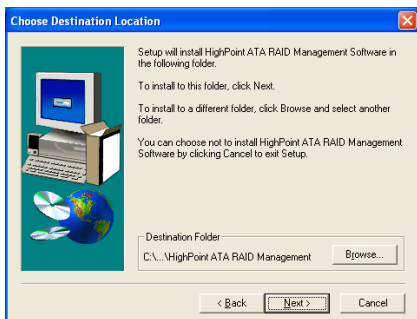 Choose Destination Location
Setup will install HighPoint ATA RAID Management Software in
the following folder.
To install to this folder, click Next.
To install to a different folder, click Browse and select another
folder.
You can choose not to install HighPoint ATA RAID Management
Software by clicking Cancel to exit Setup.
Destination Folder
C:\...\HighPoint ATA RAID Management
Browse...
< Back
Next >
Cancel